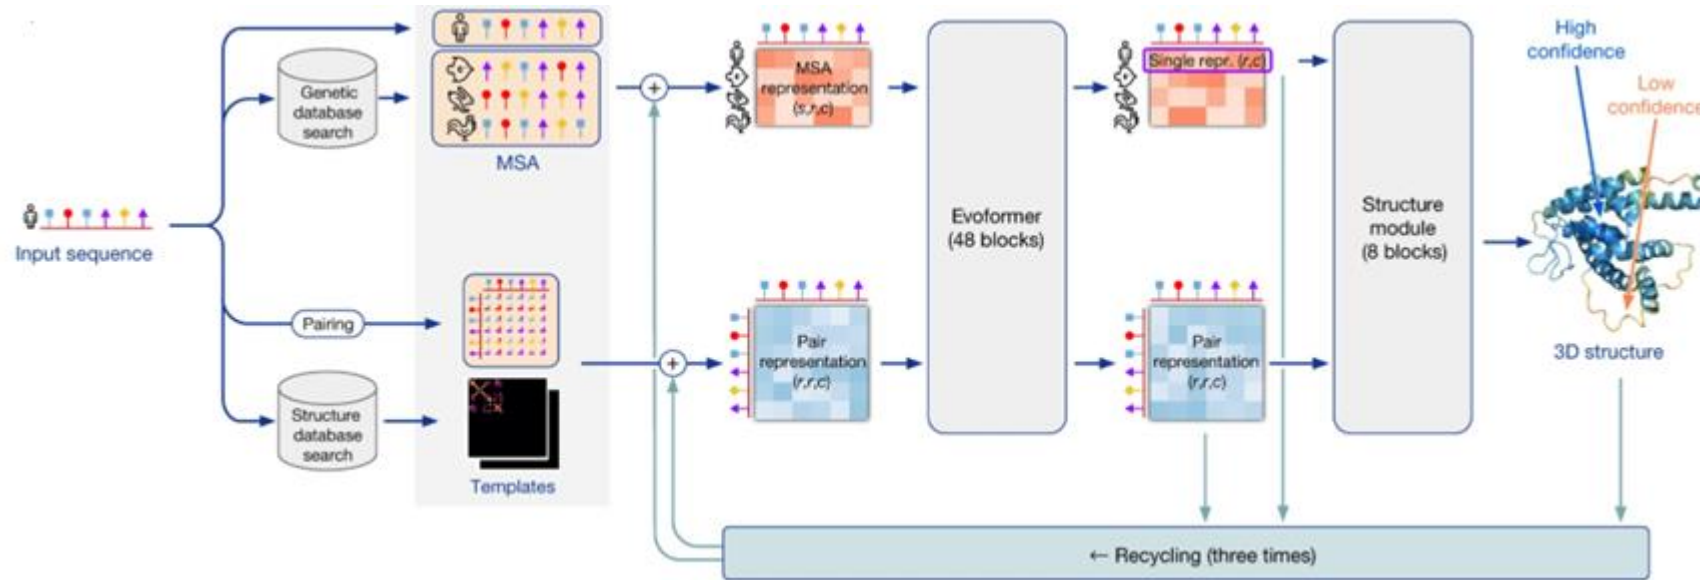 Input sequence
Genetic
database
search
MSA
Pairing
Structure
database
search
Templates
+
+
MSA
representation
(s,r,c)
Pair
representation
(r,r,c)
Evoformer
(48 blocks)
Single repr. (r,c)
Pair
representation
(r,r,c)
Structure
module
(8 blocks)
High
confidence
Low
confidence
3D structure
← Recycling (three times)